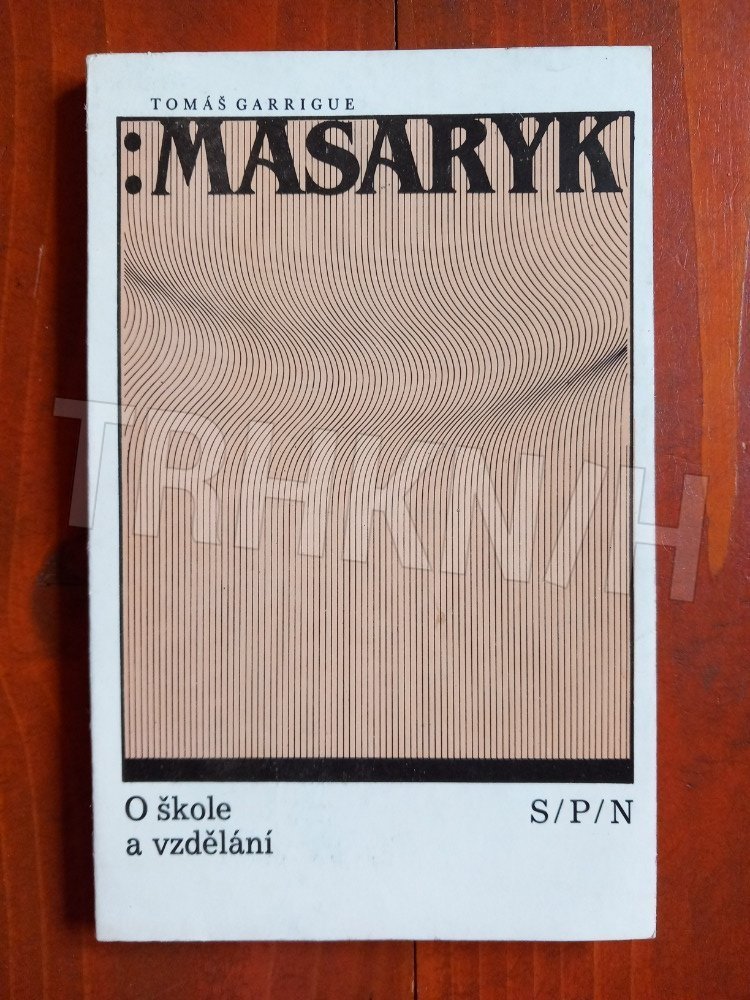 TOMÁŠ GARRIGUE
:MASARYK
TRHKNIH
O škole
a vzdělání
S/P/N